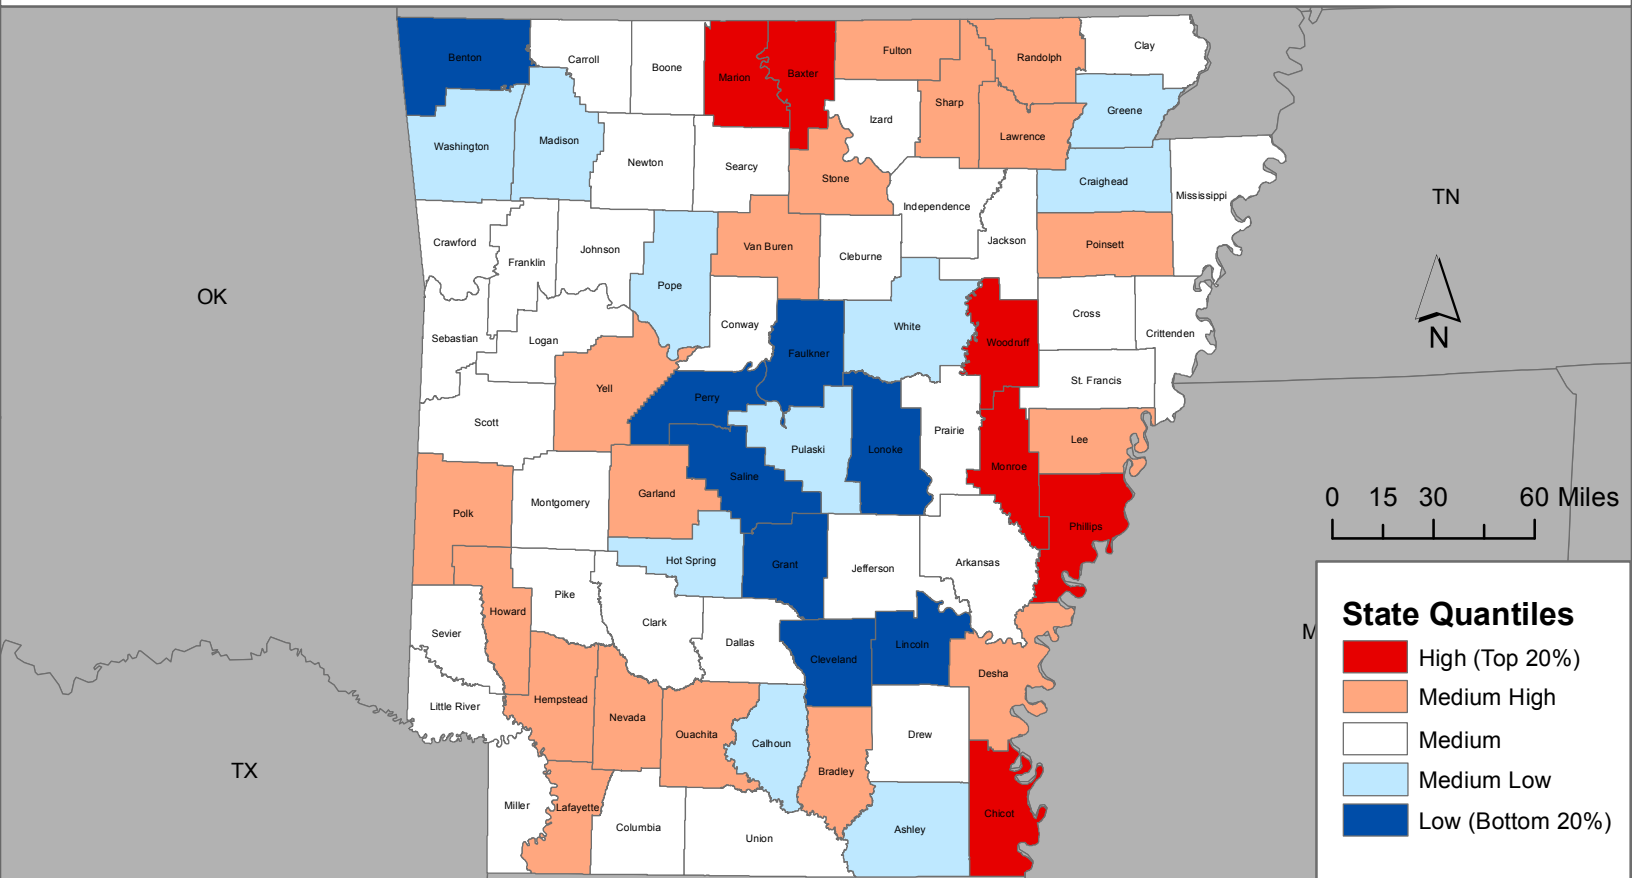 Benton
Carroll
Boone
Marion
Baxter
Fulton
Randolph
Clay
Sharp
Greene
Izard
Lawrence
Washington
Madison
Newton
Searcy
Stone
Craighead
Mississippi
TN
Independence
Crawford
Franklin
Johnson
Van Buren
Cleburne
Jackson
Poinsett
OK
Pope
Conway
White
Cross
Crittenden
Sebastian
Logan
Faulkner
Woodruff
N
Yell
Perry
St. Francis
Scott
Prairie
Lee
Pulaski
Lonoke
Monroe
Saline
Garland
Montgomery
Polk
Phillips
0 15 30 60 Miles
Hot Spring
Grant
Jefferson
Arkansas
Pike
Howard
Clark
Sevier
Dallas
Lincoln
Cleveland
Desha
M
State Quantiles
High (Top 20%)
Medium High
Medium
Medium Low
Low (Bottom 20%)
Little River
Hempstead
Nevada
Ouachita
Calhoun
Drew
Bradley
TX
Miller
Lafayette
Columbia
Union
Ashley
Chicot